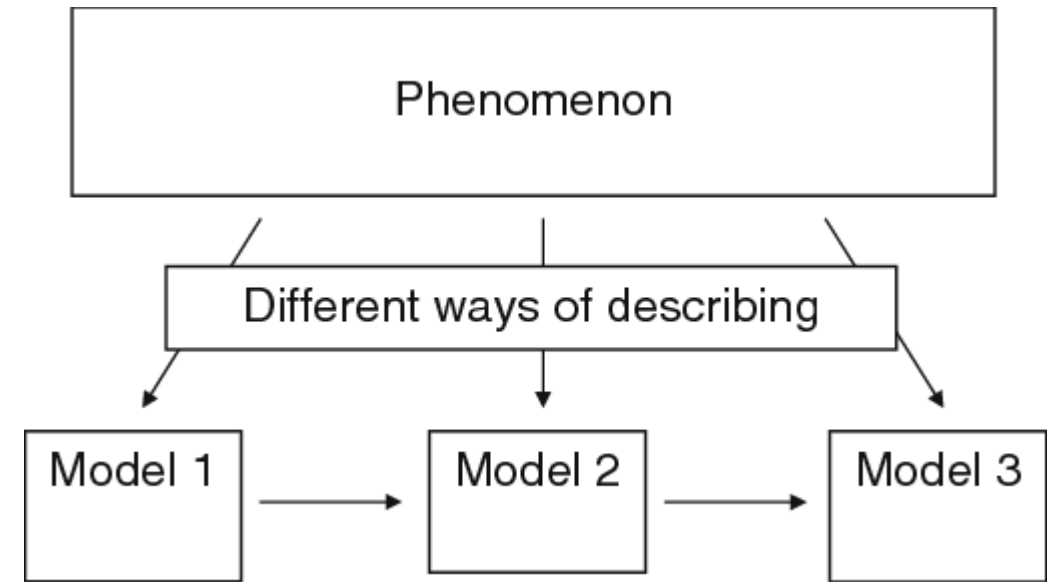 Phenomenon
Different ways of describing
Model 1
Model 2
Model 3